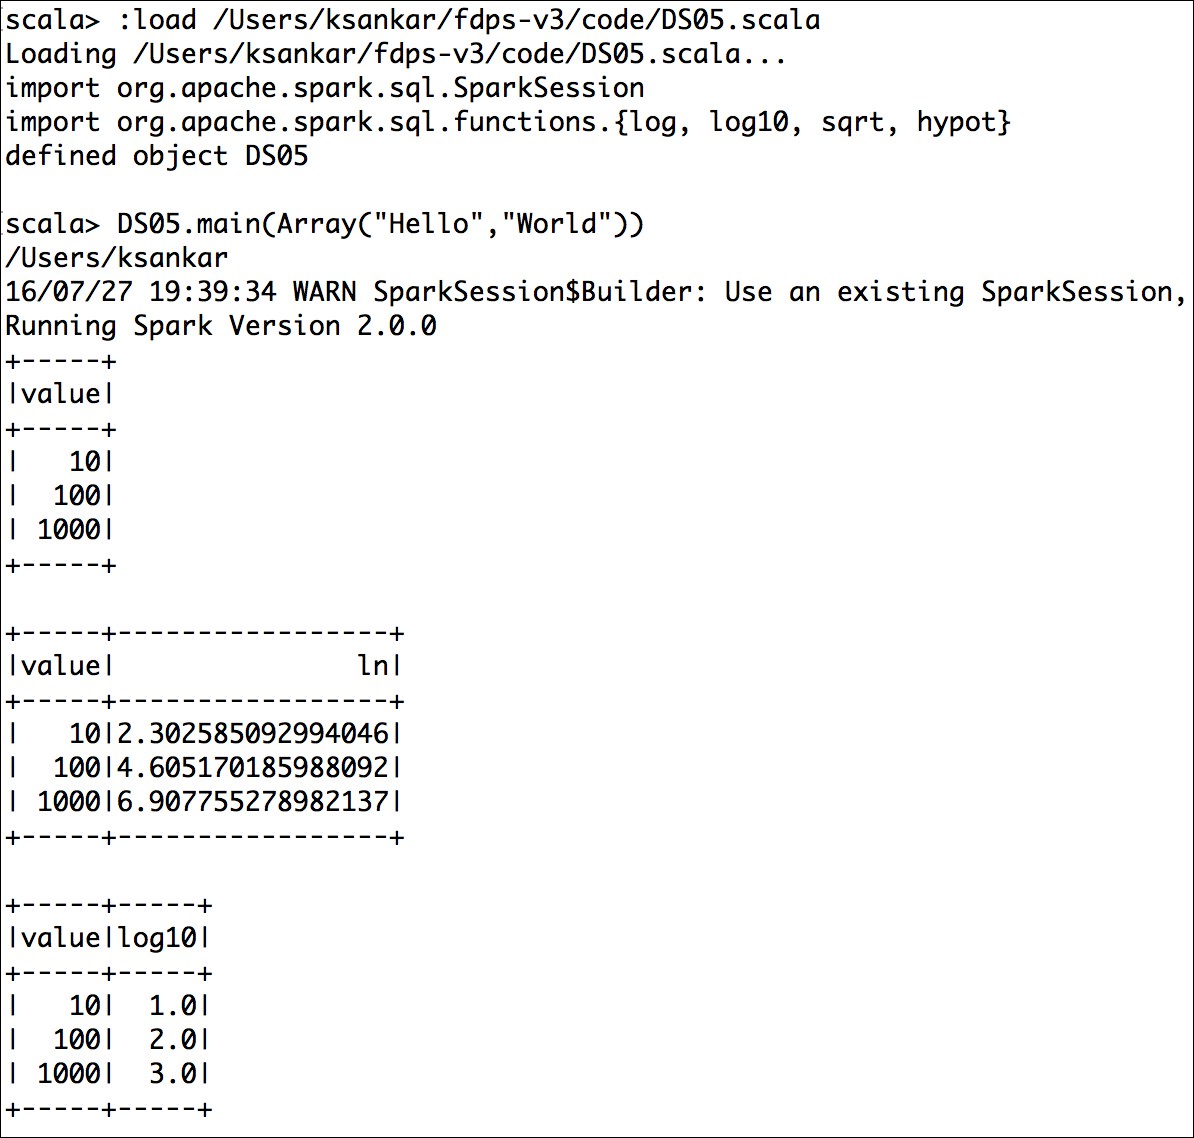 scala> :load /Users/ksankar/fdps-v3/code/DS05.scala
Loading /Users/ksankar/fdps-v3/code/DS05.scala...
import org.apache.spark.sql.SparkSession
import org.apache.spark.sql.functions.{log, log10, sqrt, hypot}
defined object DS05

scala> DS05.main(Array("Hello","World"))
/Users/ksankar
16/07/27 19:39:34 WARN SparkSession$Builder: Use an existing SparkSession,
Running Spark Version 2.0.0
+-----+
|value|
+-----+
|   10|
|  100|
| 1000|
+-----+

+-----+-----------------+
|value|               ln|
+-----+-----------------+
|   10|2.302585092994046|
|  100|4.605170185988092|
| 1000|6.907755278982137|
+-----+-----------------+

+-----+-----+
|value|log10|
+-----+-----+
|   10|  1.0|
|  100|  2.0|
| 1000|  3.0|
+-----+-----+